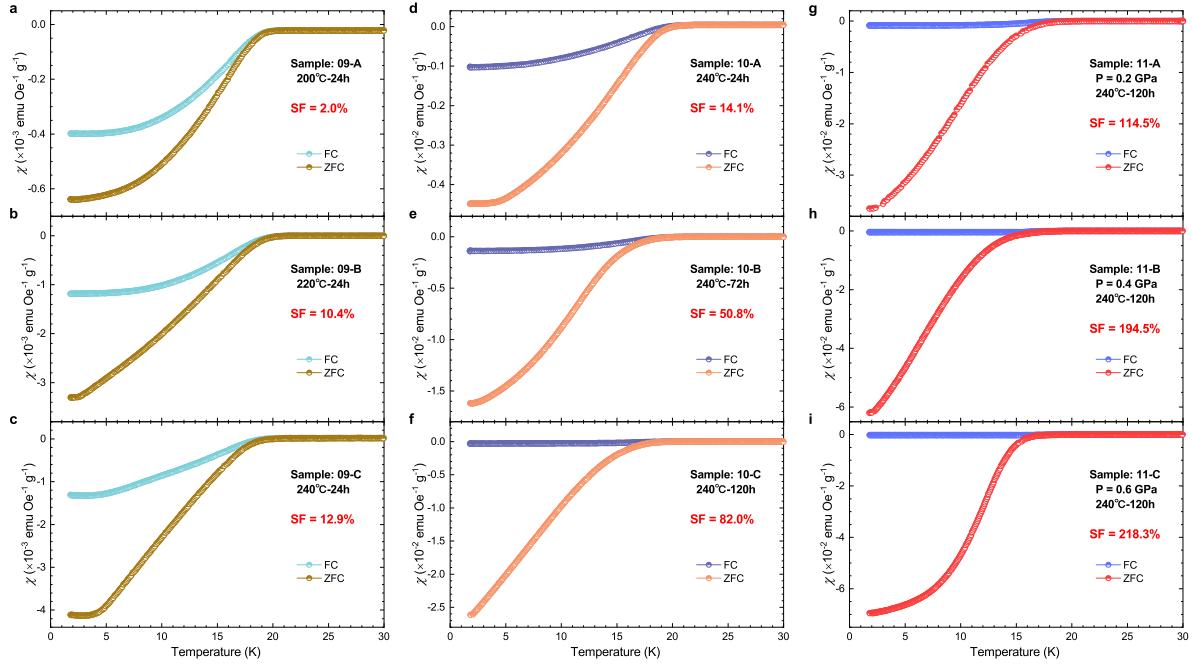 a
0.0
-0.2
-0.4
-0.6
χ (×10⁻³ emu Oe⁻¹ g⁻¹)
Sample: 09-A
200℃-24h
SF = 2.0%
FC
ZFC
b
0
-1
-2
-3
χ (×10⁻³ emu Oe⁻¹ g⁻¹)
Sample: 09-B
220℃-24h
SF = 10.4%
FC
ZFC
c
0
-1
-2
-3
-4
χ (×10⁻³ emu Oe⁻¹ g⁻¹)
Sample: 09-C
240℃-24h
SF = 12.9%
FC
ZFC
0 5 10 15 20 25 30
Temperature (K)
d
0.0
-0.1
-0.2
-0.3
-0.4
χ (×10⁻² emu Oe⁻¹ g⁻¹)
Sample: 10-A
240℃-24h
SF = 14.1%
FC
ZFC
e
0.0
-0.5
-1.0
-1.5
χ (×10⁻² emu Oe⁻¹ g⁻¹)
Sample: 10-B
240℃-72h
SF = 50.8%
FC
ZFC
f
0.0
-0.5
-1.0
-1.5
-2.0
-2.5
χ (×10⁻² emu Oe⁻¹ g⁻¹)
Sample: 10-C
240℃-120h
SF = 82.0%
FC
ZFC
0 5 10 15 20 25 30
Temperature (K)
g
0
-1
-2
-3
χ (×10⁻² emu Oe⁻¹ g⁻¹)
Sample: 11-A
P = 0.2 GPa
240℃-120h
SF = 114.5%
FC
ZFC
h
0
-2
-4
-6
χ (×10⁻² emu Oe⁻¹ g⁻¹)
Sample: 11-B
P = 0.4 GPa
240℃-120h
SF = 194.5%
FC
ZFC
i
0
-2
-4
-6
χ (×10⁻² emu Oe⁻¹ g⁻¹)
Sample: 11-C
P = 0.6 GPa
240℃-120h
SF = 218.3%
FC
ZFC
0 5 10 15 20 25 30
Temperature (K)